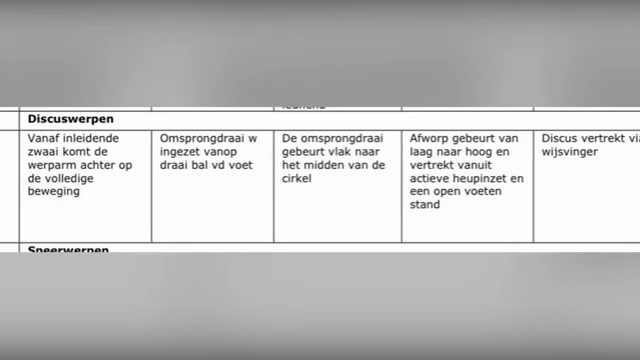 Discuswerpen
Vanaf inleidende
zwaai komt de
werparm achter op
de volledige
beweging
Omsprongdraai w
ingezet vanop
draai bal vd voet
De omsprongdraai
gebeurt vlak naar
het midden van de
cirkel
Afworp gebeurt van
laag naar hoog en
vertrekt vanuit
actieve heupinzet en
een open voeten
stand
Discus vertrekt via
wijsvinger
Speerwerpen